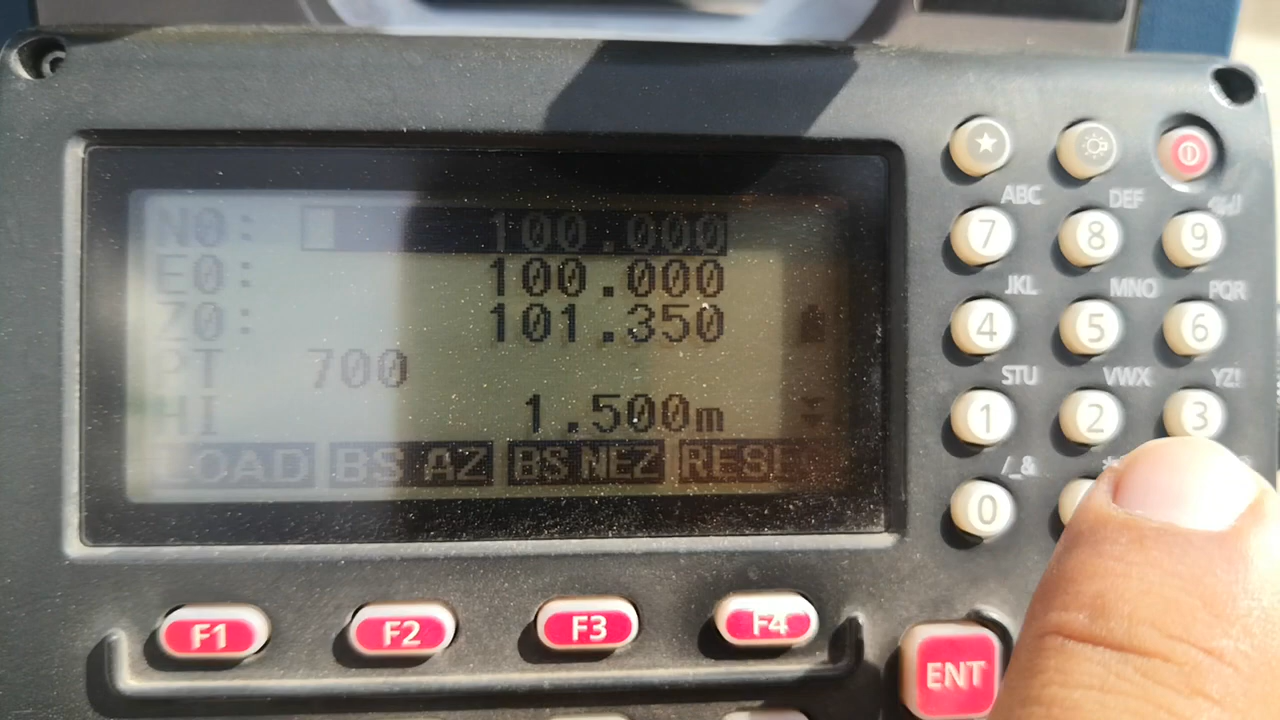 N0: 100.000
E0: 100.000
Z0: 101.350
PT 700
HI 1.500m
LOAD BS AZ BS NEZ
ABC DEF
7 8 9
JKL MNO PQR
4 5 6
STU VWX YZ!
1 2 3
/_&
0
F1 F2 F3 F4
ENT